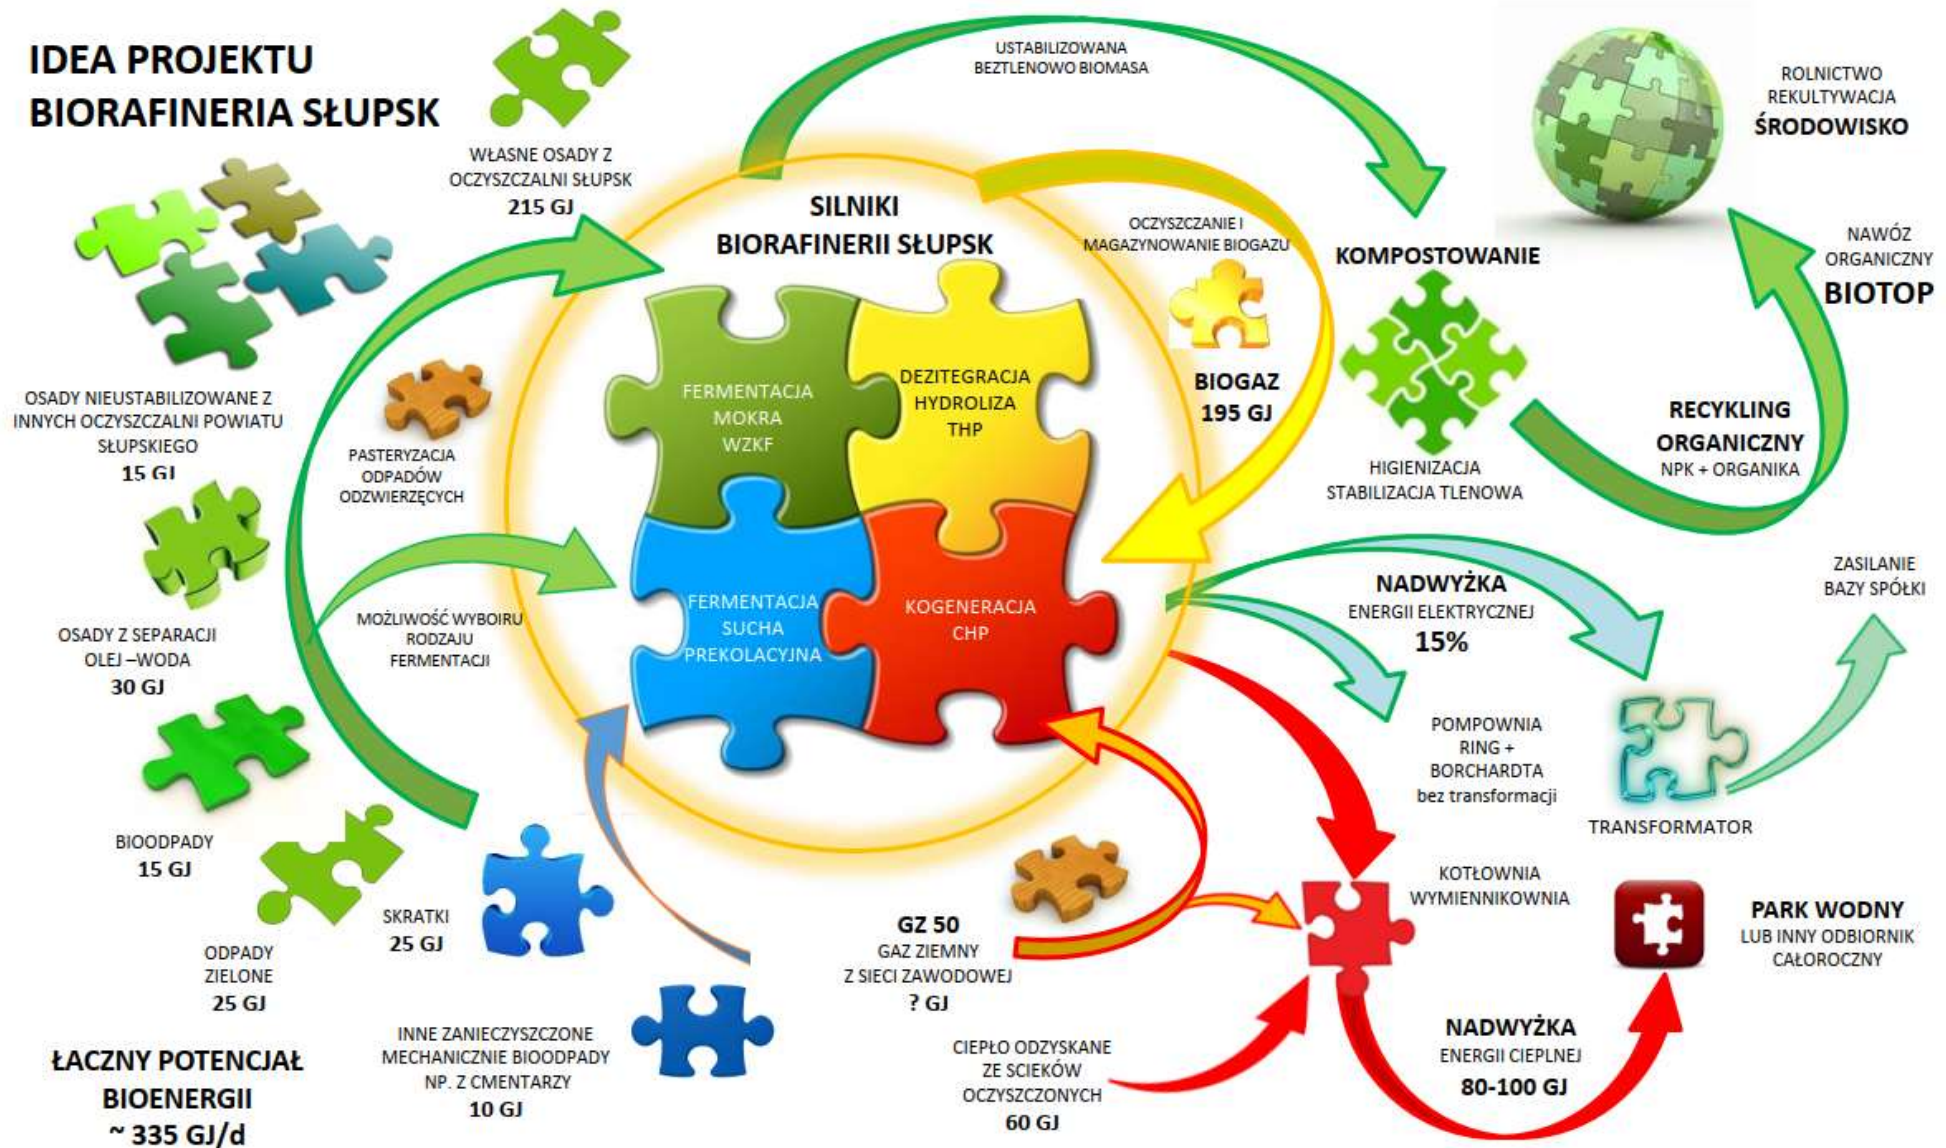 IDEA PROJEKTU
BIORAFINERIA SŁUPSK
WŁASNE OSADY Z
OCZYSZCZALNI SŁUPSK
215 GJ
USTABILIZOWANA
BEZTLENOWO BIOMASA
ROLNICTWO
REKULTYWACJA
ŚRODOWISKO
SILNIKI
BIORAFINERII SŁUPSK
OCZYSZCZANIE I
MAGAZYNOWANIE BIOGAZU
KOMPOSTOWANIE
NAWÓZ
ORGANICZNY
BIOTOP
OSADY NIEUSTABILIZOWANE Z
INNYCH OCZYSZCZALNI POWIATU
SŁUPSKIEGO
15 GJ
PASTERYZACJA
ODPADÓW
ODZWIERZĘCYCH
FERMENTACJA
MOKRA
WZKF
DEZITEGRACJA
HYDROLIZA
THP
BIOGAZ
195 GJ
RECYKLING
ORGANICZNY
NPK + ORGANIKA
HIGIENIZACJA
STABILIZACJA TLENOWA
OSADY Z SEPARACJI
OLEJ –WODA
30 GJ
MOŻLIWOŚĆ WYBOIRU
RODZAJU
FERMENTACJI
FERMENTACJA
SUCHA
PREKOLACYJNA
KOGENERACJA
CHP
NADWYŻKA
ENERGII ELEKTRYCZNEJ
15%
ZASILANIE
BAZY SPÓŁKI
POMPOWNIA
RING +
BORCHARDTA
bez transformacji
TRANSFORMATOR
BIOODPADY
15 GJ
SKRATKI
25 GJ
ODPADY
ZIELONE
25 GJ
GZ 50
GAZ ZIEMNY
Z SIECI ZAWODOWEJ
? GJ
KOTŁOWNIA
WYMIENNIKOWNIA
PARK WODNY
LUB INNY ODBIORNIK
CAŁOROCZNY
ŁACZNY POTENCJAŁ
BIOENERGII
~ 335 GJ/d
INNE ZANIECZYSZCZONE
MECHANICZNIE BIOODPADY
NP. Z CMENTARZY
10 GJ
CIEPŁO ODZYSKANE
ZE SCIEKÓW
OCZYSZCZONYCH
60 GJ
NADWYŻKA
ENERGII CIEPLNEJ
80-100 GJ